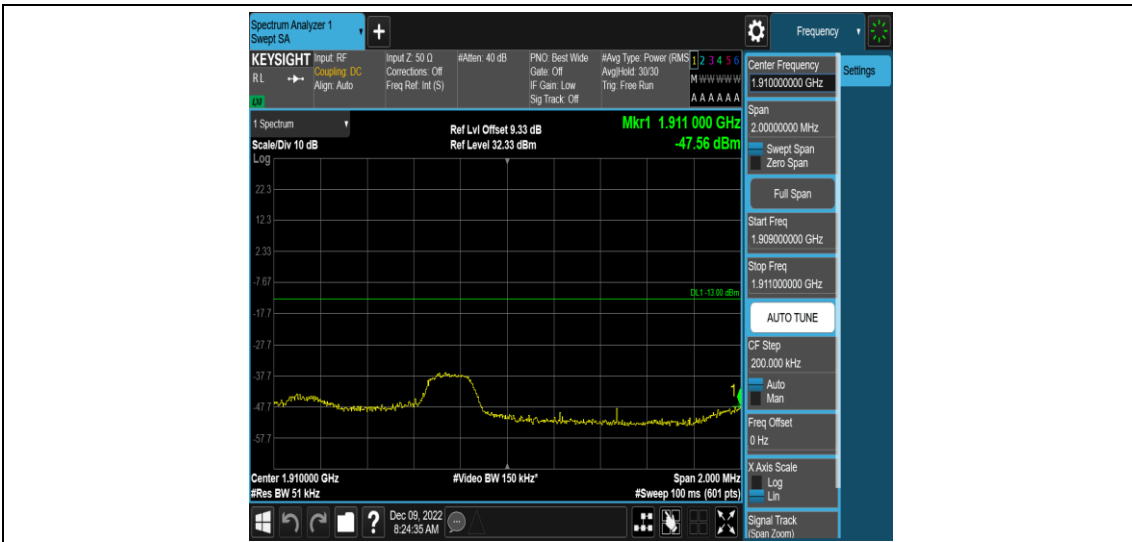 Spectrum Analyzer 1
Swept SA
+
Frequency
KEYSIGHT
RL
LXI
Input: RF
Coupling: DC
Align: Auto
Input Z: 50 Ω
Corrections: Off
Freq Ref: Int (S)
#Atten: 40 dB
PNO: Best Wide
Gate: Off
IF Gain: Low
Sig Track: Off
#Avg Type: Power (RMS
Avg|Hold: 30/30
Trig: Free Run
1 2 3 4 5 6
M W W W W W
A A A A A A
1 Spectrum
Scale/Div 10 dB
Log
Ref Lvl Offset 9.33 dB
Ref Level 32.33 dBm
Mkr1 1.911 000 GHz
-47.56 dBm
22.3
12.3
2.33
-7.67
-17.7
-27.7
-37.7
-47.7
-57.7
DL1 -13.00 dBm
1
Center 1.910000 GHz
#Res BW 51 kHz
#Video BW 150 kHz*
Span 2.000 MHz
#Sweep 100 ms (601 pts)
Center Frequency
1.910000000 GHz
Settings
Span
2.00000000 MHz
Swept Span
Zero Span
Full Span
Start Freq
1.909000000 GHz
Stop Freq
1.911000000 GHz
AUTO TUNE
CF Step
200.000 kHz
Auto
Man
Freq Offset
0 Hz
X Axis Scale
Log
Lin
Signal Track
(Span Zoom)
?
Dec 09, 2022
8:24:35 AM